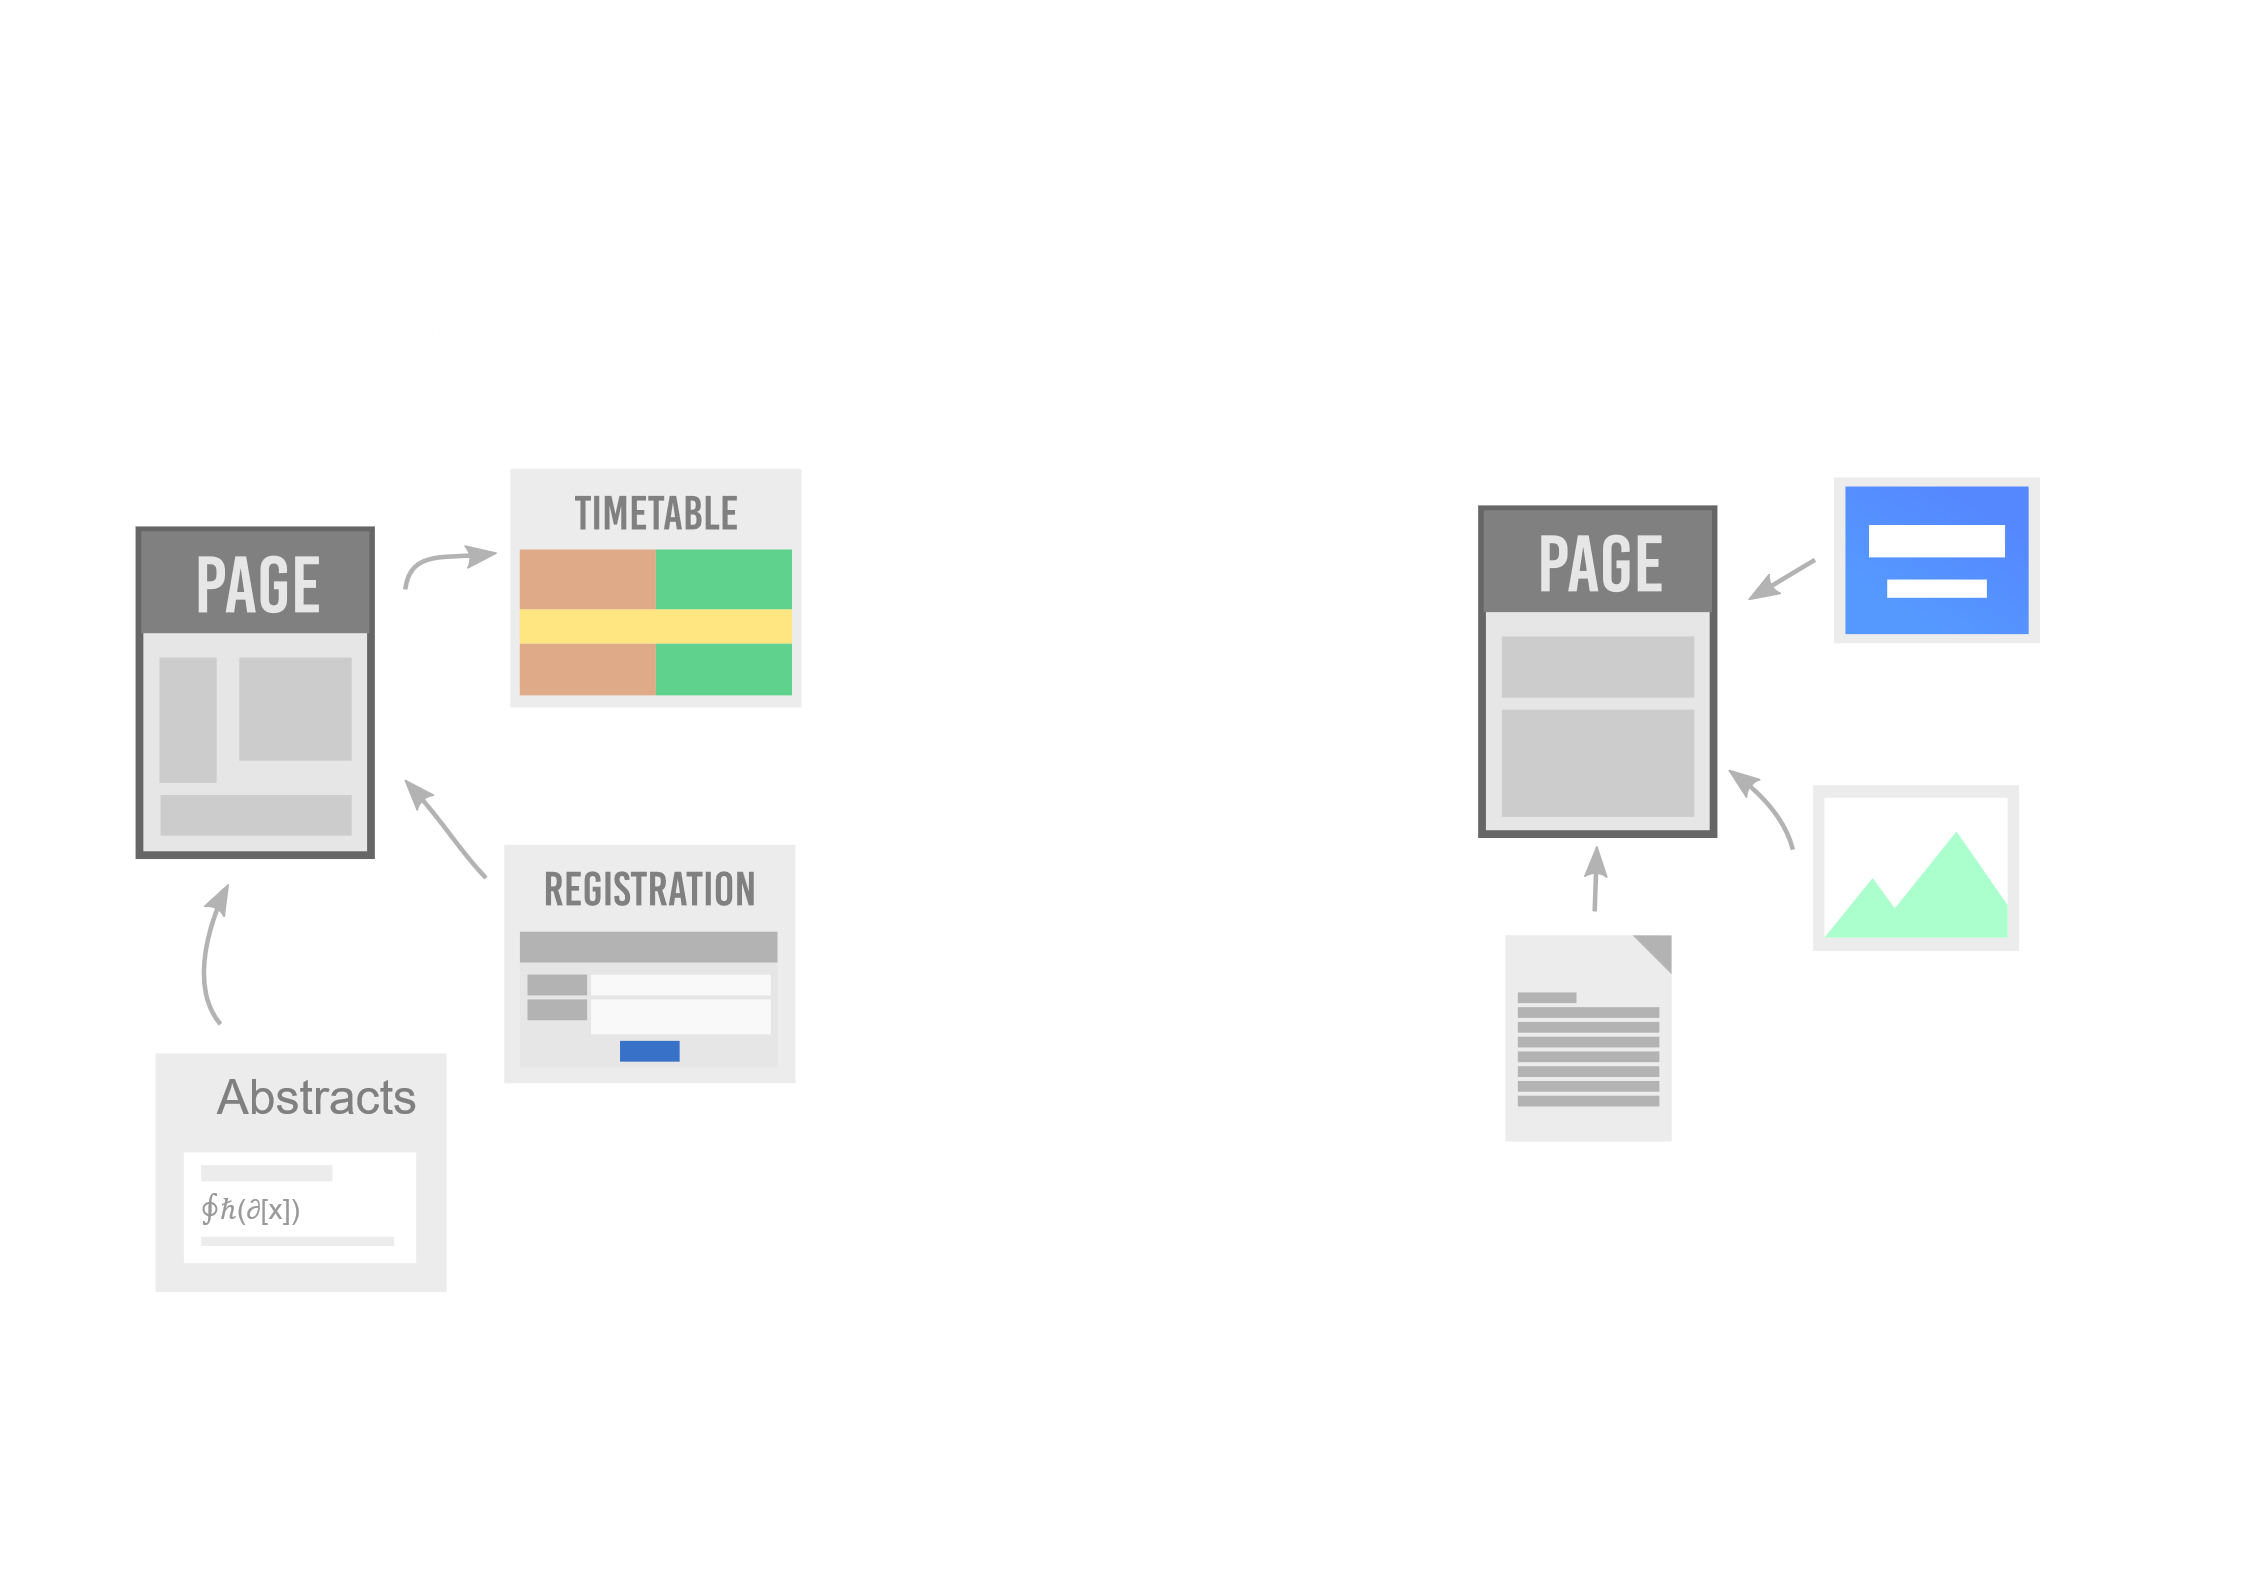 PAGE
TIMETABLE
REGISTRATION
Abstracts
∮ℏ(∂[x])
PAGE